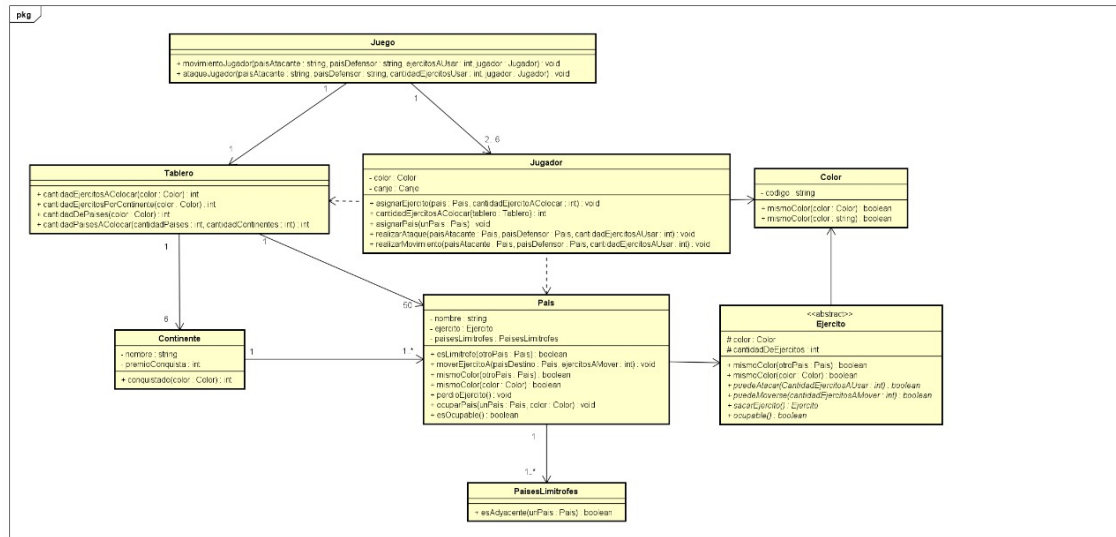 pkg
Juego
+ movimientoJugador(paisAtacante : string, paisDefensor : string, ejercitosAUsar : int, jugador : Jugador) : void
+ ataqueJugador(paisAtacante : string, paisDefensor : string, cantidadEjercitosUsar : int, jugador : Jugador) : void
1
1
1
2..6
Tablero
+ cantidadEjercitosAColocar(color : Color) : int
+ cantidadEjercitosPorContinente(color : Color) : int
+ cantidadDePaises(color : Color) : int
+ cantidadPaisesAColocar(cantidadPaises : int, cantidadContinentes : int) : int
Jugador
- color : Color
- canje : Canje
+ asignarEjercito(pais : Pais, cantidadEjercitoAColocar : int) : void
+ cantidadEjercitosAColocar(tablero : Tablero) : int
+ asignarPais(unPais : Pais) : void
+ realizarAtaque(paisAtacante : Pais, paisDefensor : Pais, cantidadEjercitosAUsar : int) : void
+ realizarMovimiento(paisAtacante : Pais, paisDefensor : Pais, cantidadEjercitosAUsar : int) : void
Color
- codigo : string
+ mismoColor(color : Color) : boolean
+ mismoColor(color : string) : boolean
1
1
6
50
Continente
- nombre : string
- premioConquista : int
+ conquistado(color : Color) : int
1
1..*
Pais
- nombre : string
- ejercito : Ejercito
- paisesLimitrofes : PaisesLimitrofes
+ esLimitrofe(otroPais : Pais) : boolean
+ moverEjercitoA(paisDestino : Pais, ejercitosAMover : int) : void
+ mismoColor(otroPais : Pais) : boolean
+ mismoColor(color : Color) : boolean
+ perdioEjercito() : void
+ ocuparPais(unPais : Pais, color : Color) : void
+ esOcupable() : boolean
<<abstract>>
Ejercito
# color : Color
# cantidadDeEjercitos : int
+ mismoColor(otroPais : Pais) : boolean
+ mismoColor(color : Color) : boolean
+ puedeAtacar(CantidadEjercitosAUsar : int) : boolean
+ puedeMoverse(cantidadEjercitosAMover : int) : boolean
+ sacarEjercito() : Ejercito
+ ocupable() : boolean
1
1..*
PaisesLimitrofes
+ esAdyacente(unPais : Pais) : boolean